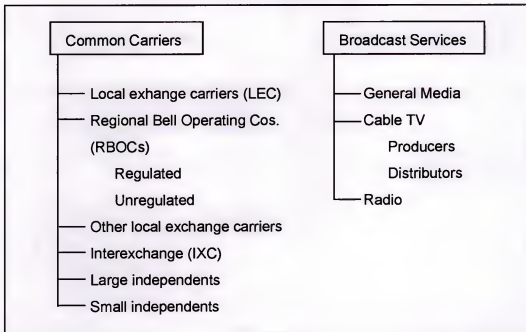 Common Carriers
Local exhange carriers (LEC)
Regional Bell Operating Cos.
(RBOCs)
Regulated
Unregulated
Other local exchange carriers
Interexchange (IXC)
Large independents
Small independents
Broadcast Services
General Media
Cable TV
Producers
Distributors
Radio